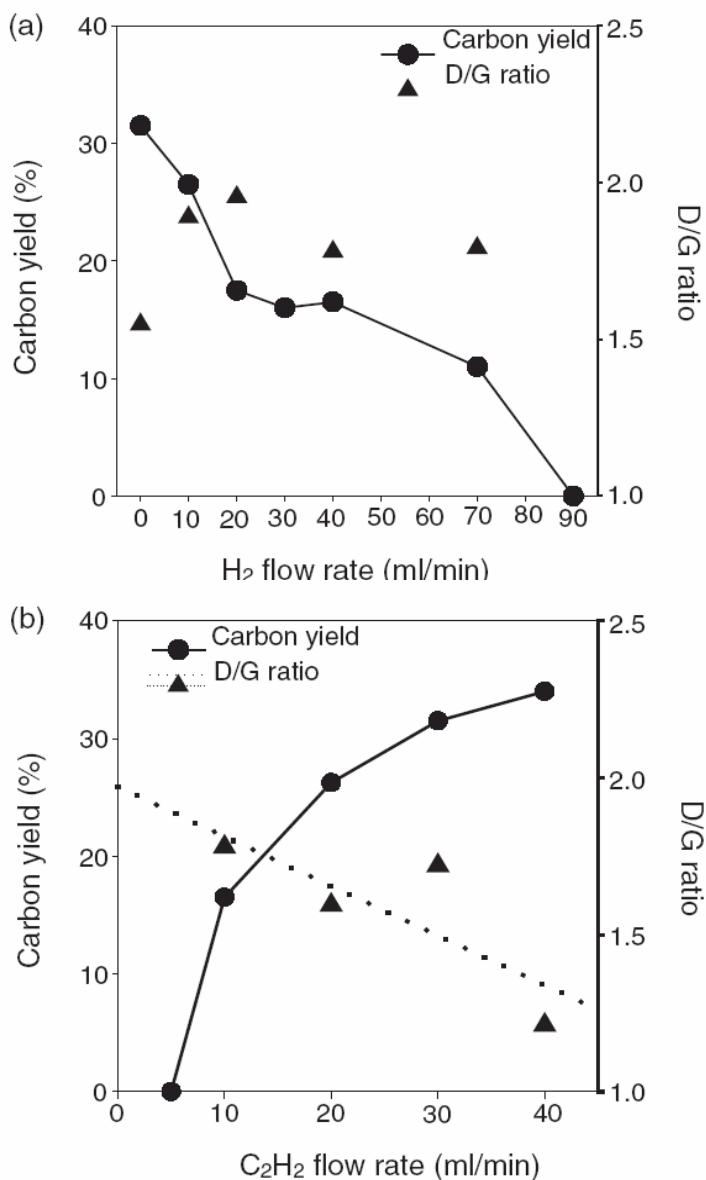 (a)
Carbon yield
D/G ratio
40
30
20
10
0
Carbon yield (%)
2.5
2.0
1.5
1.0
D/G ratio
0 10 20 30 40 50 60 70 80 90
H₂ flow rate (ml/min)
(b)
Carbon yield
D/G ratio
40
30
20
10
0
Carbon yield (%)
2.5
2.0
1.5
1.0
D/G ratio
0 10 20 30 40
C₂H₂ flow rate (ml/min)